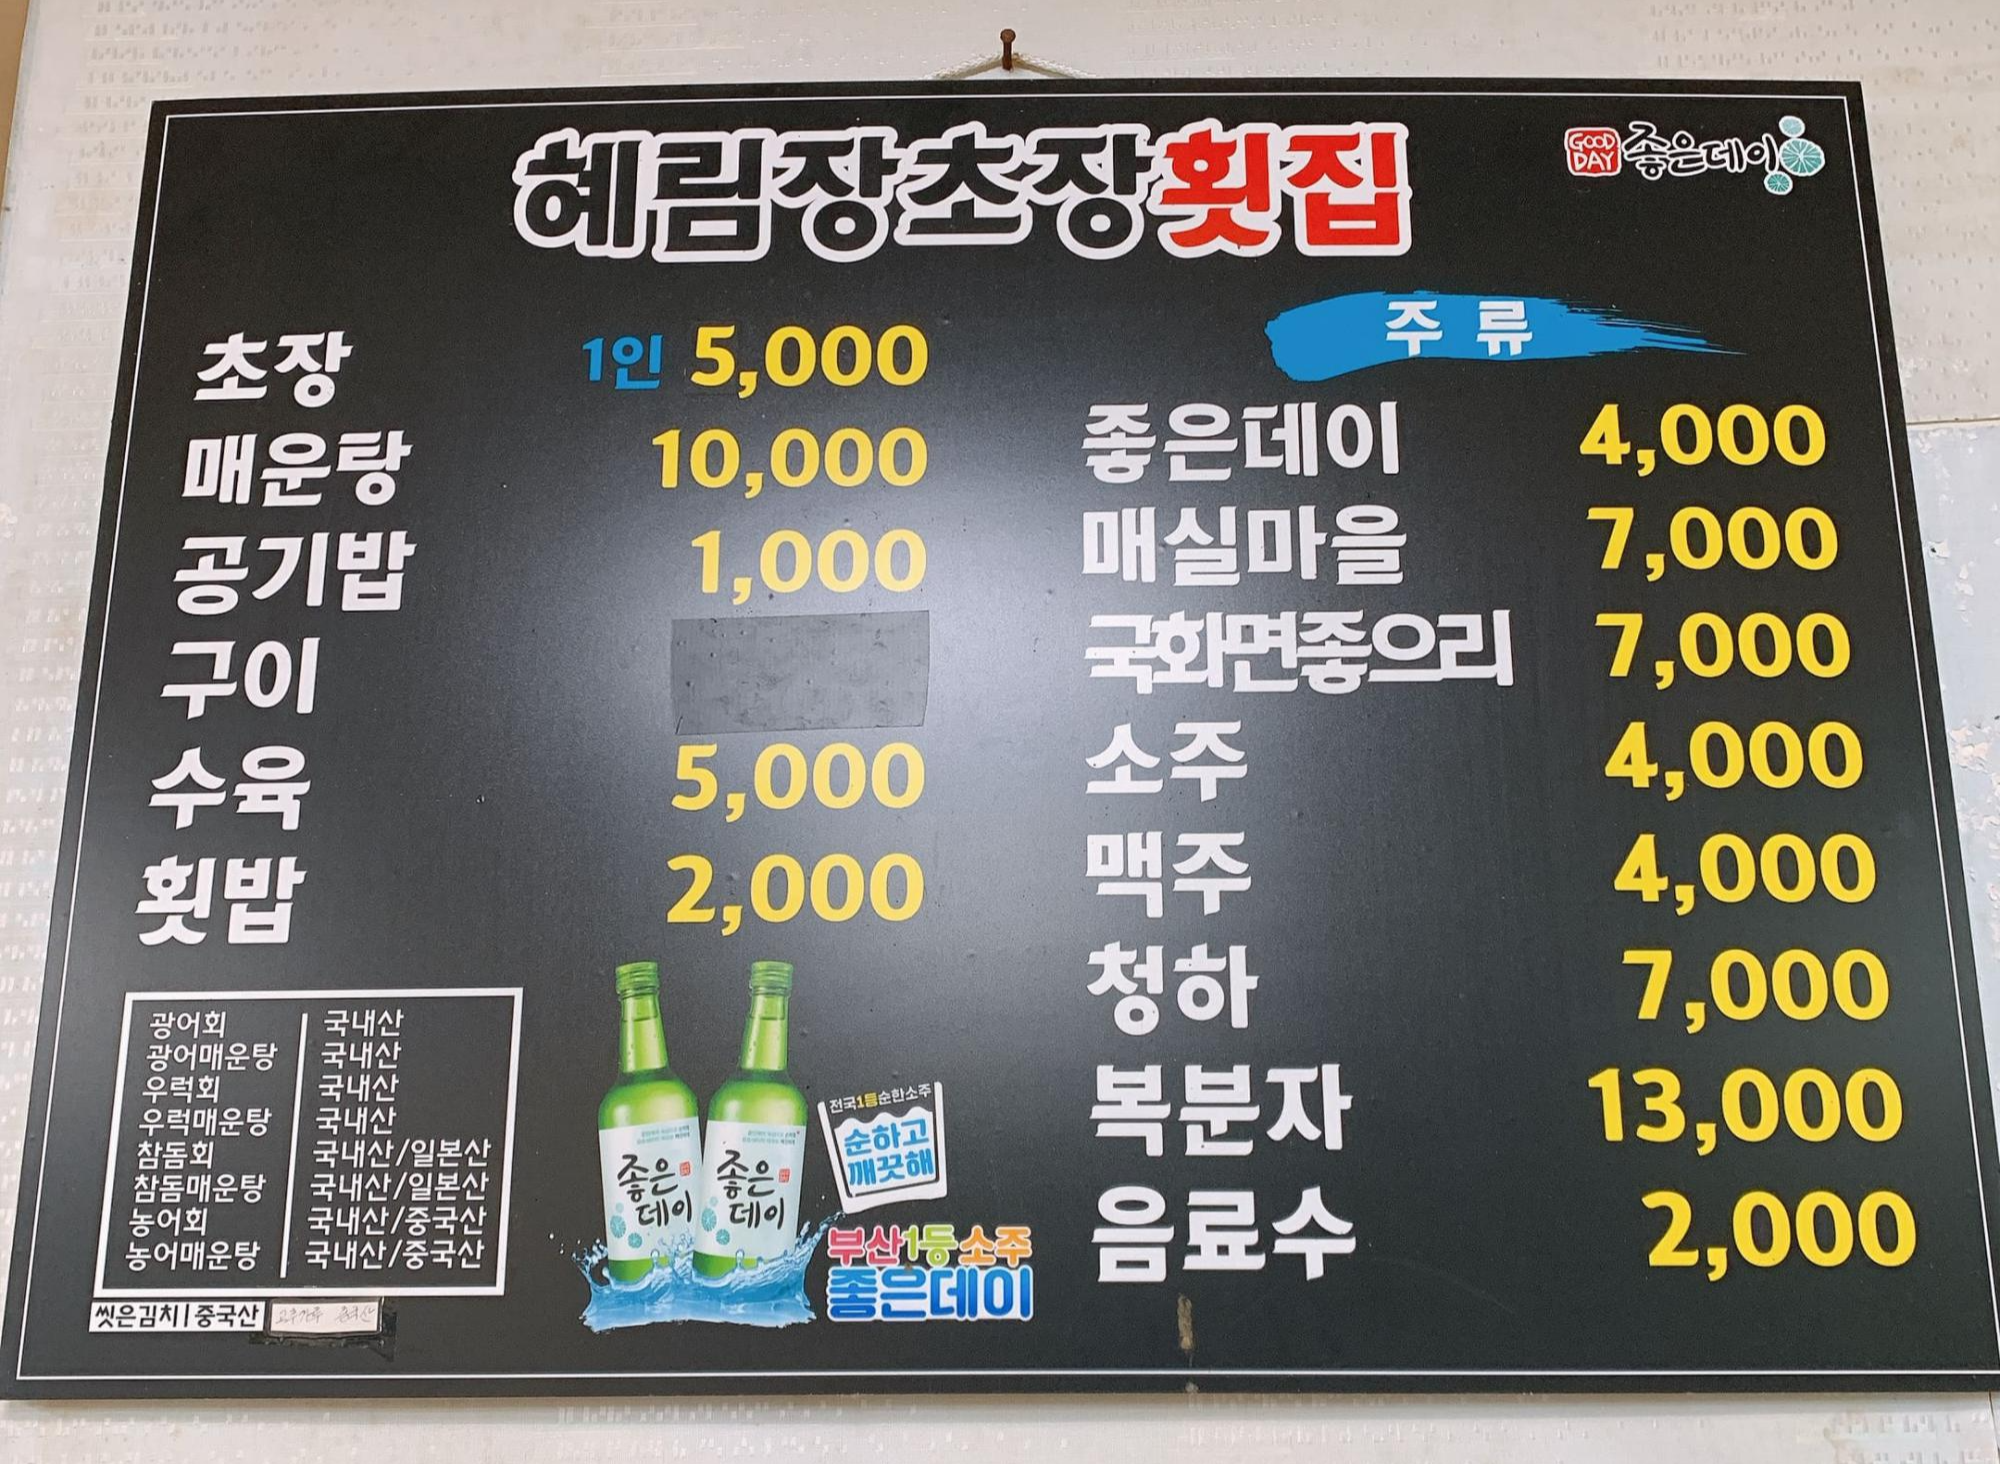 혜림장초장횟집
GOOD DAY 좋은데이
초장 1인 5,000
매운탕 10,000
공기밥 1,000
구이
수육 5,000
횟밥 2,000
주류
좋은데이 4,000
매실마을 7,000
국화면좋으리 7,000
소주 4,000
맥주 4,000
청하 7,000
복분자 13,000
음료수 2,000
광어회 국내산
광어매운탕 국내산
우럭회 국내산
우럭매운탕 국내산
참돔회 국내산/일본산
참돔매운탕 국내산/일본산
농어회 국내산/중국산
농어매운탕 국내산/중국산
씻은김치|중국산 고추가루 중국산
좋은
데이
좋은
데이
전국1등순한소주
순하고
깨끗해
부산1등소주
좋은데이